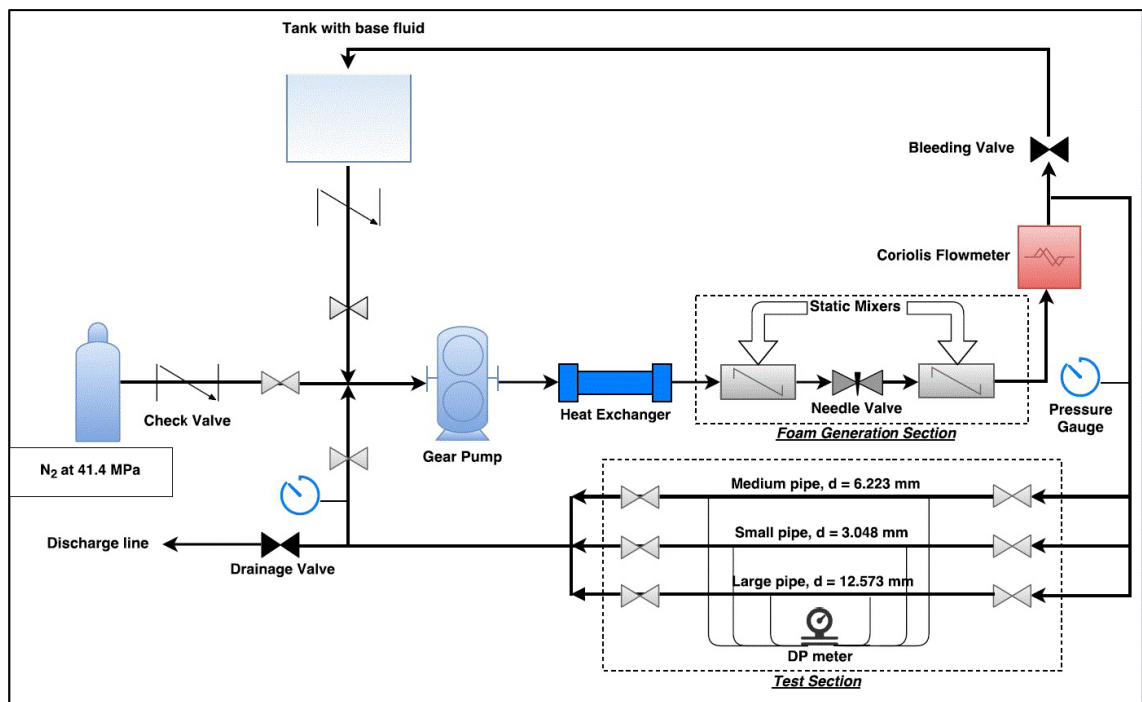 Tank with base fluid
Bleeding Valve
Coriolis Flowmeter
Static Mixers
Check Valve
Gear Pump
Heat Exchanger
Needle Valve
Foam Generation Section
Pressure
Gauge
N2 at 41.4 MPa
Medium pipe, d = 6.223 mm
Small pipe, d = 3.048 mm
Large pipe, d = 12.573 mm
Discharge line
Drainage Valve
DP meter
Test Section